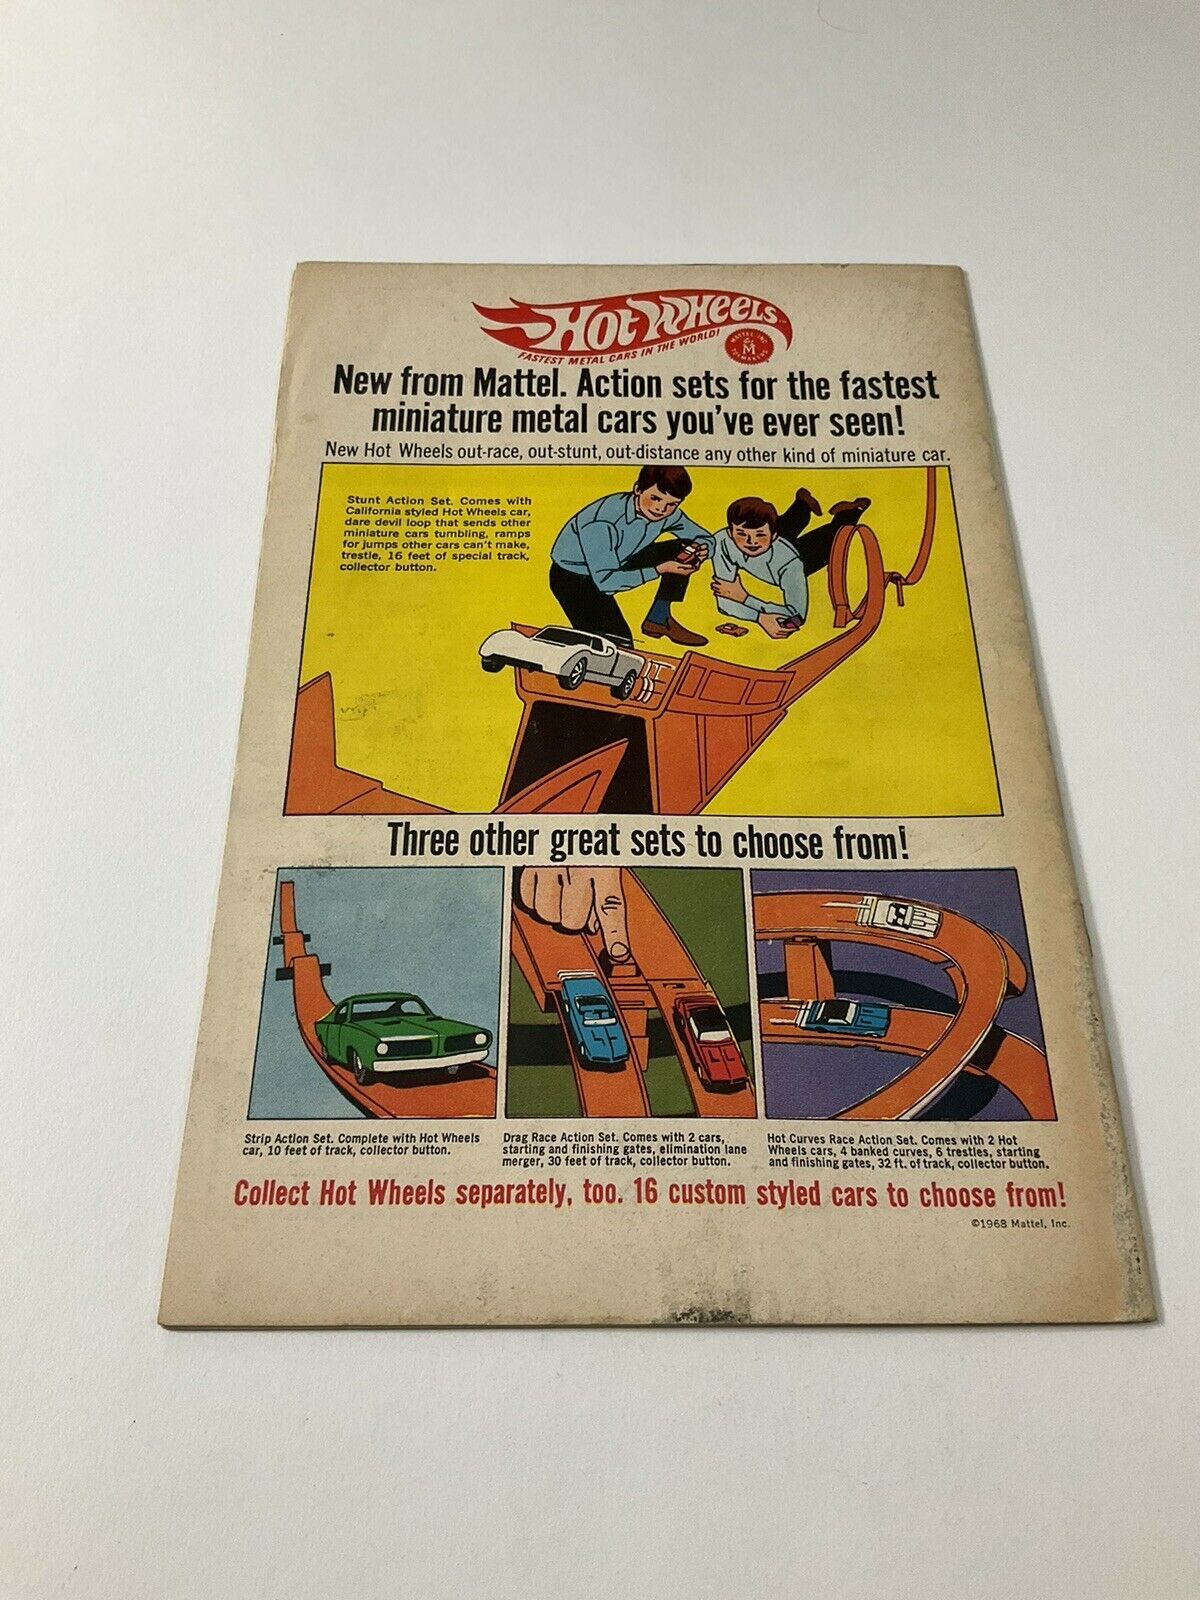 Hot Wheels
FASTEST METAL CARS IN THE WORLD!
MATTEL, INC.
M
TOYMAKERS
New from Mattel. Action sets for the fastest
miniature metal cars you've ever seen!
New Hot Wheels out-race, out-stunt, out-distance any other kind of miniature car.
Stunt Action Set. Comes with
California styled Hot Wheels car,
dare devil loop that sends other
miniature cars tumbling, ramps
for jumps other cars can't make,
trestle, 16 feet of special track,
collector button.
Three other great sets to choose from!
Strip Action Set. Complete with Hot Wheels
car, 10 feet of track, collector button.
Drag Race Action Set. Comes with 2 cars,
starting and finishing gates, elimination lane
merger, 30 feet of track, collector button.
Hot Curves Race Action Set. Comes with 2 Hot
Wheels cars, 4 banked curves, 6 trestles, starting
and finishing gates, 32 ft. of track, collector button.
Collect Hot Wheels separately, too. 16 custom styled cars to choose from!
©1968 Mattel, Inc.